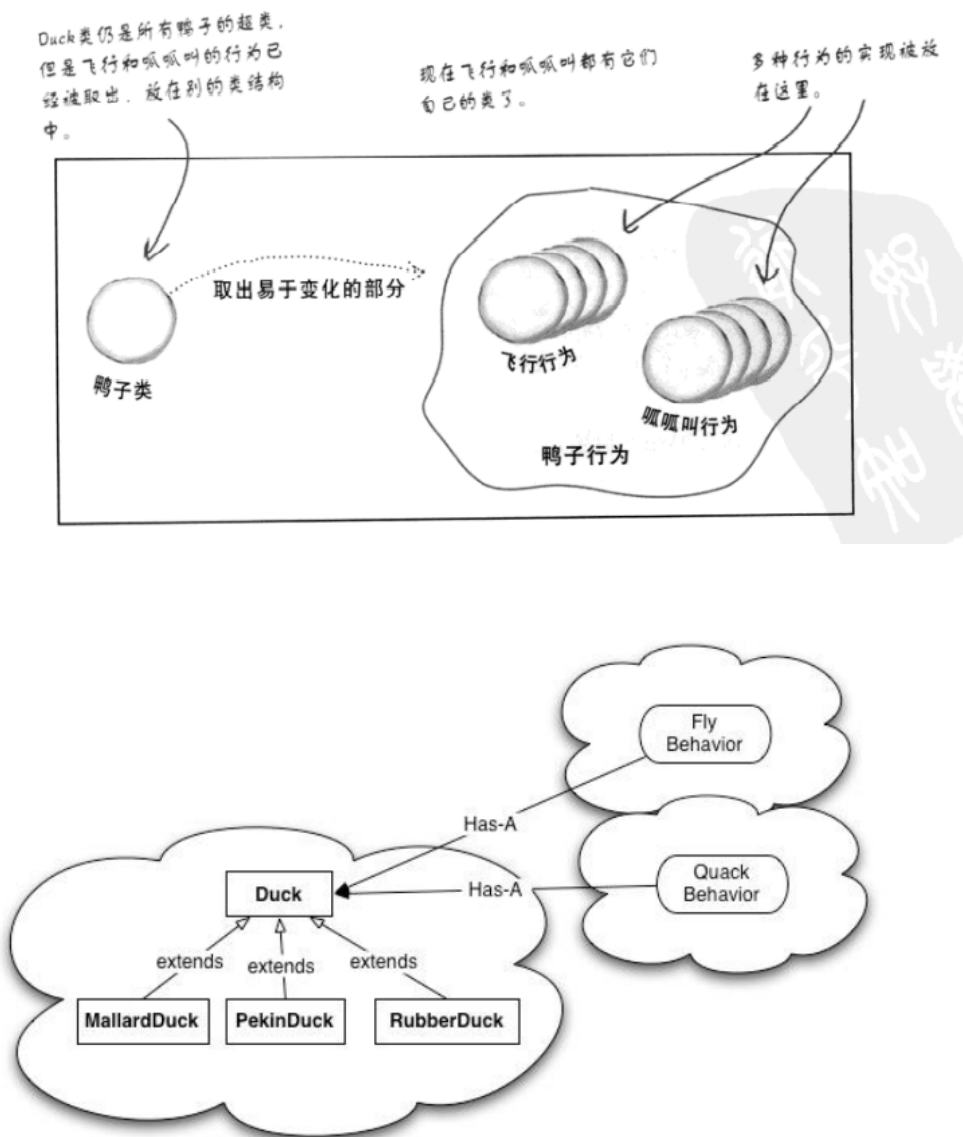 Duck类仍是所有鸭子的超类，
但是飞行和呱呱叫的行为已
经被取出，放在别的类结构
中。
现在飞行和呱呱叫都有它们
自己的类了。
多种行为的实现被放
在这里。
取出易于变化的部分
鸭子类
飞行行为
呱呱叫行为
鸭子行为
Fly
Behavior
Has-A
Quack
Behavior
Has-A
Duck
extends
extends
extends
MallardDuck
PekinDuck
RubberDuck